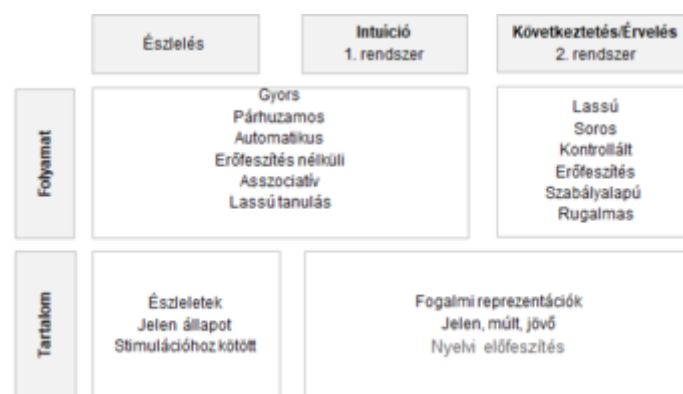 Észlelés
Intuíció
1. rendszer
Következtetés/Érvelés
2. rendszer
Folyamat
Gyors
Párhuzamos
Automatikus
Erőfeszítés nélküli
Asszociatív
Lassú tanulás
Lassú
Soros
Kontrollált
Erőfeszítés
Szabályalapú
Rugalmas
Tartalom
Észleletek
Jelen állapot
Stimulációhoz kötött
Fogalmi reprezentációk
Jelen, múlt, jövő
Nyelvi előfeszítés